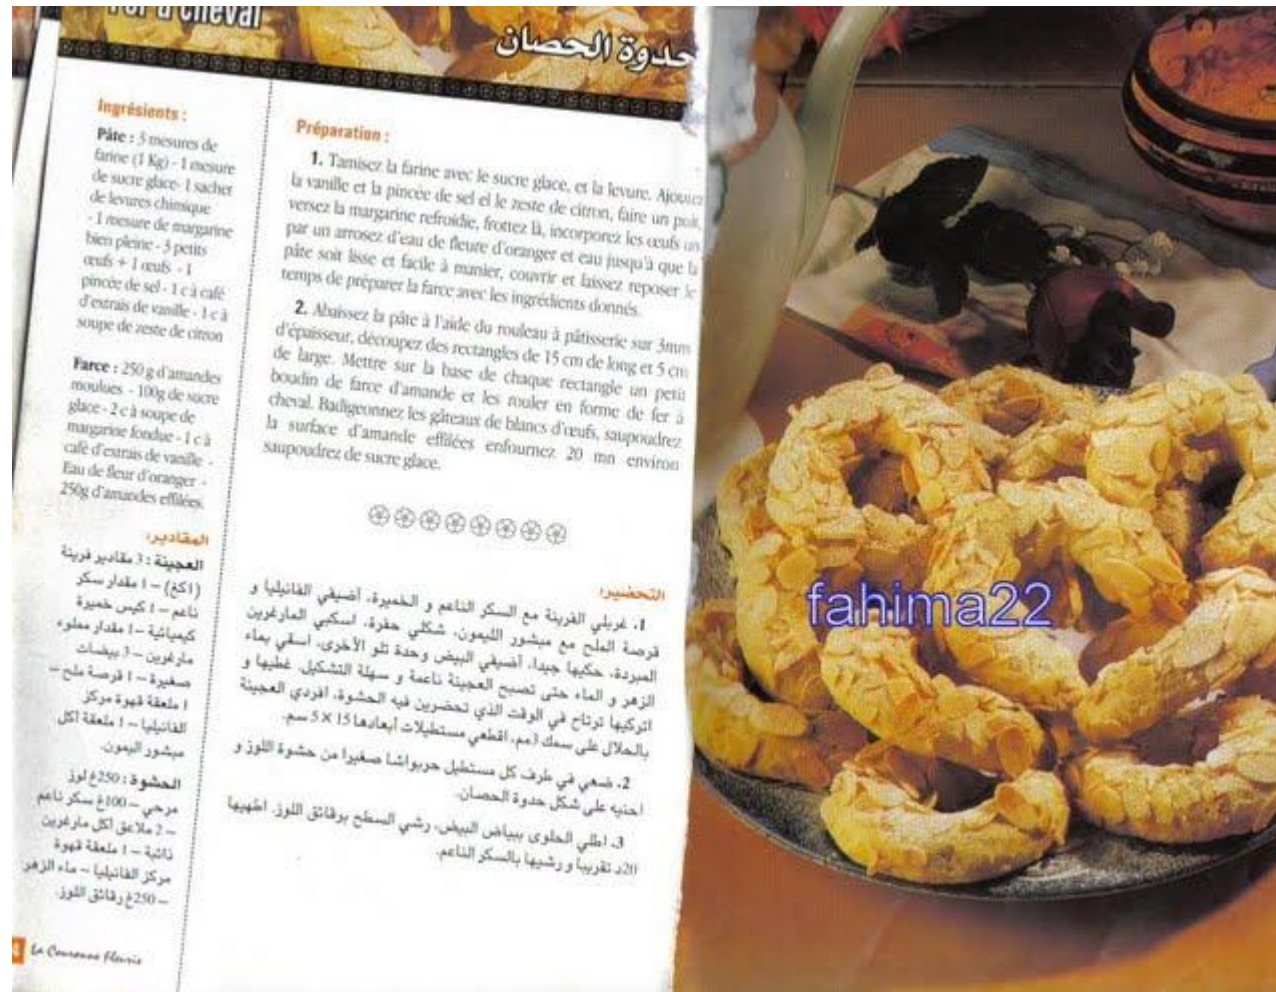 Fer à cheval
حدوة الحصان
Ingrésients :
Pâte : 3 mesures de
farine (1 Kg) - 1 mesure
de sucre glace- 1 sachet
de levures chimique
- 1 mesure de margarine
bien pleine - 3 petits
œufs + 1 œufs - 1
pincée de sel - 1 c à café
d'extrais de vanille - 1 c à
soupe de zeste de citron
Farce : 250 g d'amandes
moulues - 100g de sucre
glace - 2 c à soupe de
margarine fondue - 1 c à
café d'extrais de vanille -
Eau de fleur d'oranger -
250g d'amandes effilées.
المقادير:
العجينة : 3 مقادير فرينة
(1كغ) – 1 مقدار سكر
ناعم – 1 كيس خميرة
كيميائية – 1 مقدار مملوء
مارغرين – 3 بيضات
صغيرة – 1 قرصة ملح –
1 ملعقة قهوة مركز
الفانيليا – 1 ملعقة أكل
مبشور اليمون.
الحشوة : 250غ لوز
مرحي – 100غ سكر ناعم
– 2 ملاعق أكل مارغرين
ذائبة – 1 ملعقة قهوة
مركز الفانيليا – ماء الزهر
– 250غ رقائق اللوز.
4 La Couronne fleurie
Préparation :
1. Tamisez la farine avec le sucre glace, et la levure. Ajoutez
la vanille et la pincée de sel el le zeste de citron, faire un puit,
versez la margarine refroidie, frottez là, incorporez les œufs un
par un arrosez d'eau de fleure d'oranger et eau jusqu'à que la
pâte soit lisse et facile à manier, couvrir et laissez reposer le
temps de préparer la farce avec les ingrédients donnés.
2. Abaissez la pâte à l'aide du rouleau à pâtisserie sur 3mm
d'épaisseur, découpez des rectangles de 15 cm de long et 5 cm
de large. Mettre sur la base de chaque rectangle un petit
boudin de farce d'amande et les rouler en forme de fer à
cheval. Badigeonnez les gâteaux de blancs d'œufs, saupoudrez
la surface d'amande effilées enfournez 20 mn environ
saupoudrez de sucre glace.
التحضير:
1. غربلي الفرينة مع السكر الناعم و الخميرة، أضيفي الفانيليا و
قرصة الملح مع مبشور الليمون، شكلي حفرة، اسكبي المارغرين
المبردة، حكيها جيدا، أضيفي البيض وحدة تلو الأخرى، أسقي بماء
الزهر و الماء حتى تصبح العجينة ناعمة و سهلة التشكيل، غطيها و
اتركيها ترتاح في الوقت الذي تحضرين فيه الحشوة، افردي العجينة
بالحلال على سمك 3مم، اقطعي مستطيلات أبعادها 15 × 5 سم.
2. ضعي في طرف كل مستطيل حربواشا صغيرا من حشوة اللوز و
احنيه على شكل حدوة الحصان.
3. اطلي الحلوى ببياض البيض، رشي السطح برقائق اللوز، اطهيها
20د تقريبا و رشيها بالسكر الناعم.
fahima22